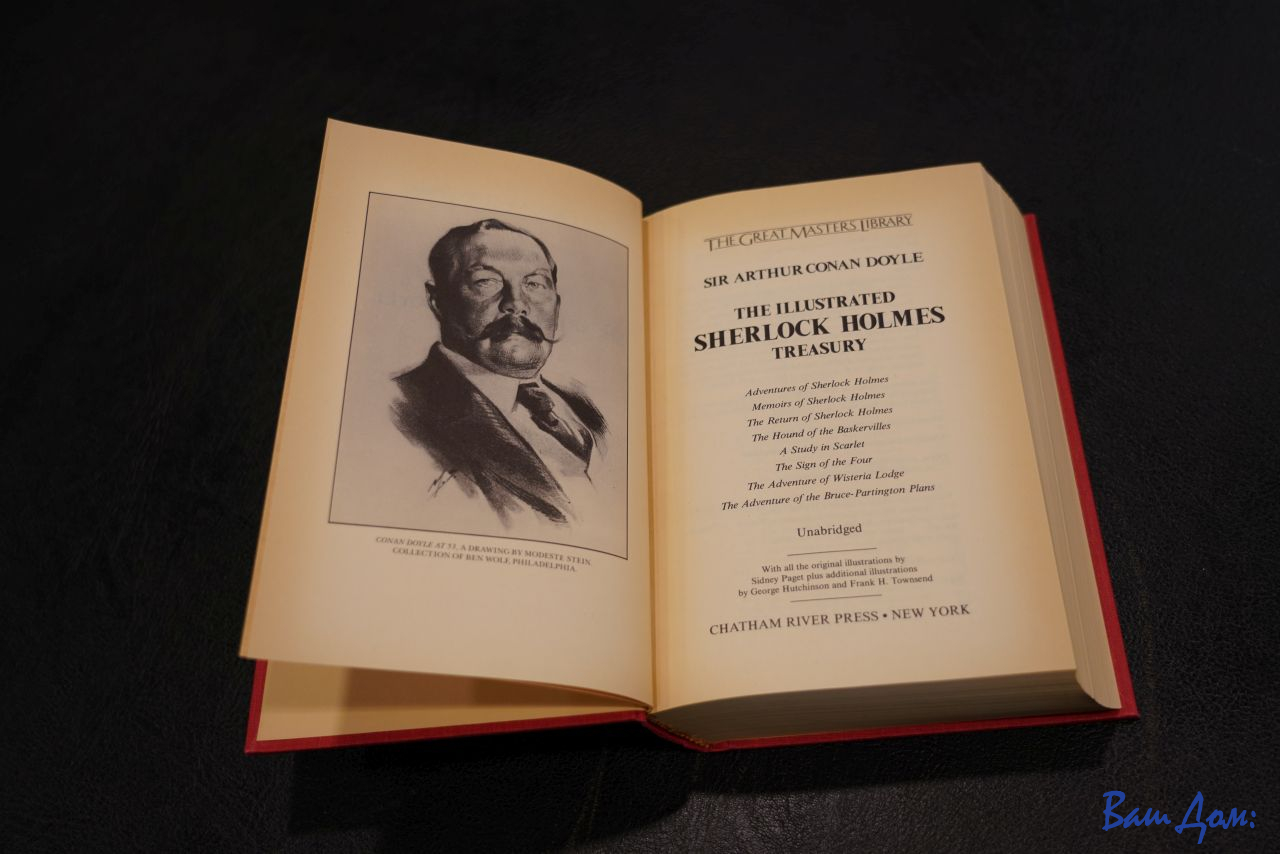 CONAN DOYLE AT 53, A DRAWING BY MODESTE STEIN
COLLECTION OF BEN WOLF, PHILADELPHIA.
THE GREAT MASTERS LIBRARY
SIR ARTHUR CONAN DOYLE
THE ILLUSTRATED
SHERLOCK HOLMES
TREASURY
Adventures of Sherlock Holmes
Memoirs of Sherlock Holmes
The Return of Sherlock Holmes
The Hound of the Baskervilles
A Study in Scarlet
The Sign of the Four
The Adventure of Wisteria Lodge
The Adventure of the Bruce-Partington Plans
Unabridged
With all the original illustrations by
Sidney Paget plus additional illustrations
by George Hutchinson and Frank H. Townsend
CHATHAM RIVER PRESS • NEW YORK
Ваш Дом: